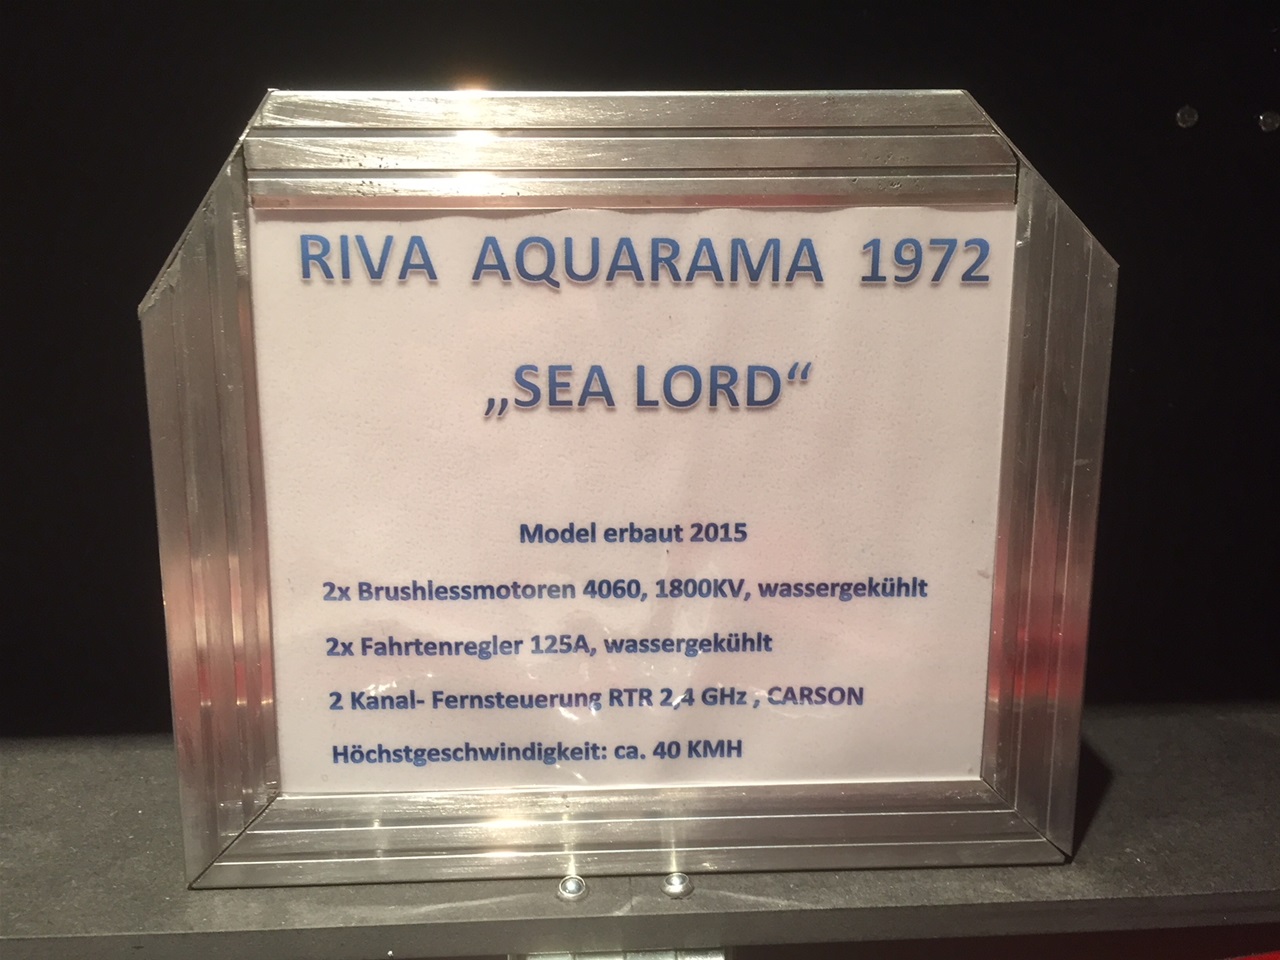 RIVA AQUARAMA 1972
„SEA LORD“
Model erbaut 2015
2x Brushlessmotoren 4060, 1800KV, wassergekühlt
2x Fahrtenregler 125A, wassergekühlt
2 Kanal- Fernsteuerung RTR 2,4 GHz , CARSON
Höchstgeschwindigkeit: ca. 40 KMH